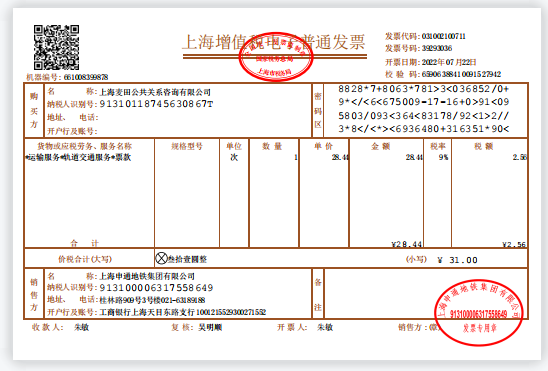 上海增值税电子普通发票
发票代码:031002100711
发票号码:39293036
开票日期:2022年07月22日
校 验 码:65906388410091527942
机器编号:661008399878
购买方
名 称:上海麦田公共关系咨询有限公司
纳税人识别号:91310118745630867T
地址、 电话:
开户行及账号:
密码区
8828*7+8063*781>3<036852/0+
9*</<6<675009-17=16+0>91<09
5803/093<364<83178/92<1>2//
3*8</<*><6936480+316351*90<
货物或应税劳务、服务名称 规格型号 单位 数 量 单 价 金 额 税率 税 额
*运输服务*轨道交通服务*票款 次 1 28.44 28.44 9% 2.56
合 计 ¥28.44 ¥2.56
价税合计(大写) 叁拾壹圆整 (小写) ¥ 31.00
销售方
名 称:上海申通地铁集团有限公司
纳税人识别号:913100006317558649
地址、 电话:桂林路909号3号楼021-63189188
开户行及账号:工商银行上海天目东路支行1001215529300271552
备注
收 款 人: 朱敏 复 核: 吴明顺 开 票 人: 朱敏 销售方:(章)
上海申通地铁集团有限公司
913100006317558649
发票专用章